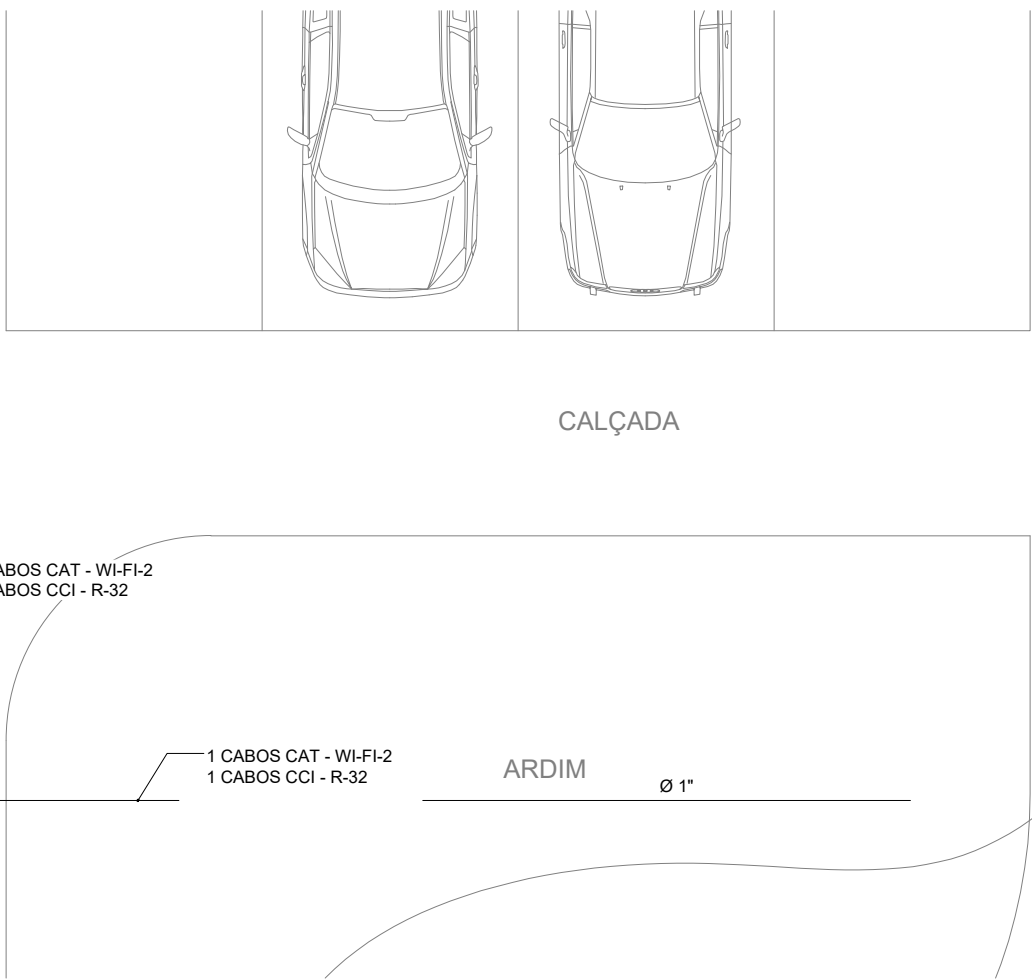 CALÇADA
ABOS CAT - WI-FI-2
ABOS CCI - R-32
1 CABOS CAT - WI-FI-2
1 CABOS CCI - R-32
ARDIM
Ø 1"